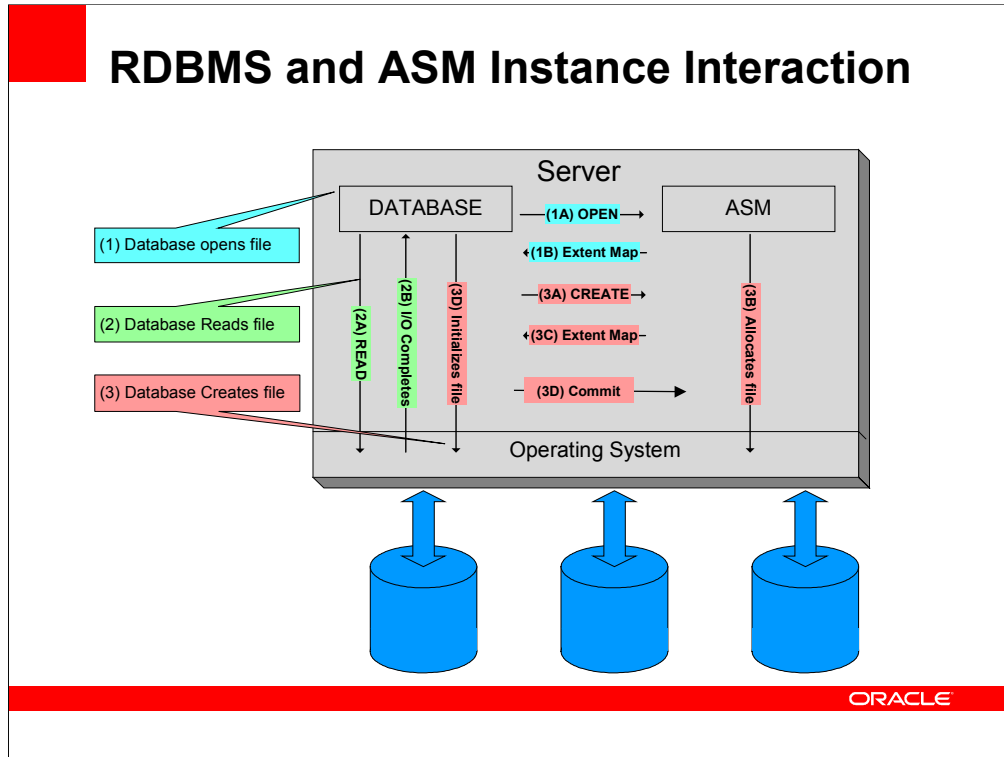 RDBMS and ASM Instance Interaction
Server
DATABASE
ASM
(1) Database opens file
(2) Database Reads file
(3) Database Creates file
(1A) OPEN
(1B) Extent Map
(3A) CREATE
(3C) Extent Map
(3D) Commit
(2A) READ
(2B) I/O Completes
(3D) Initializes file
(3B) Allocates file
Operating System
ORACLE